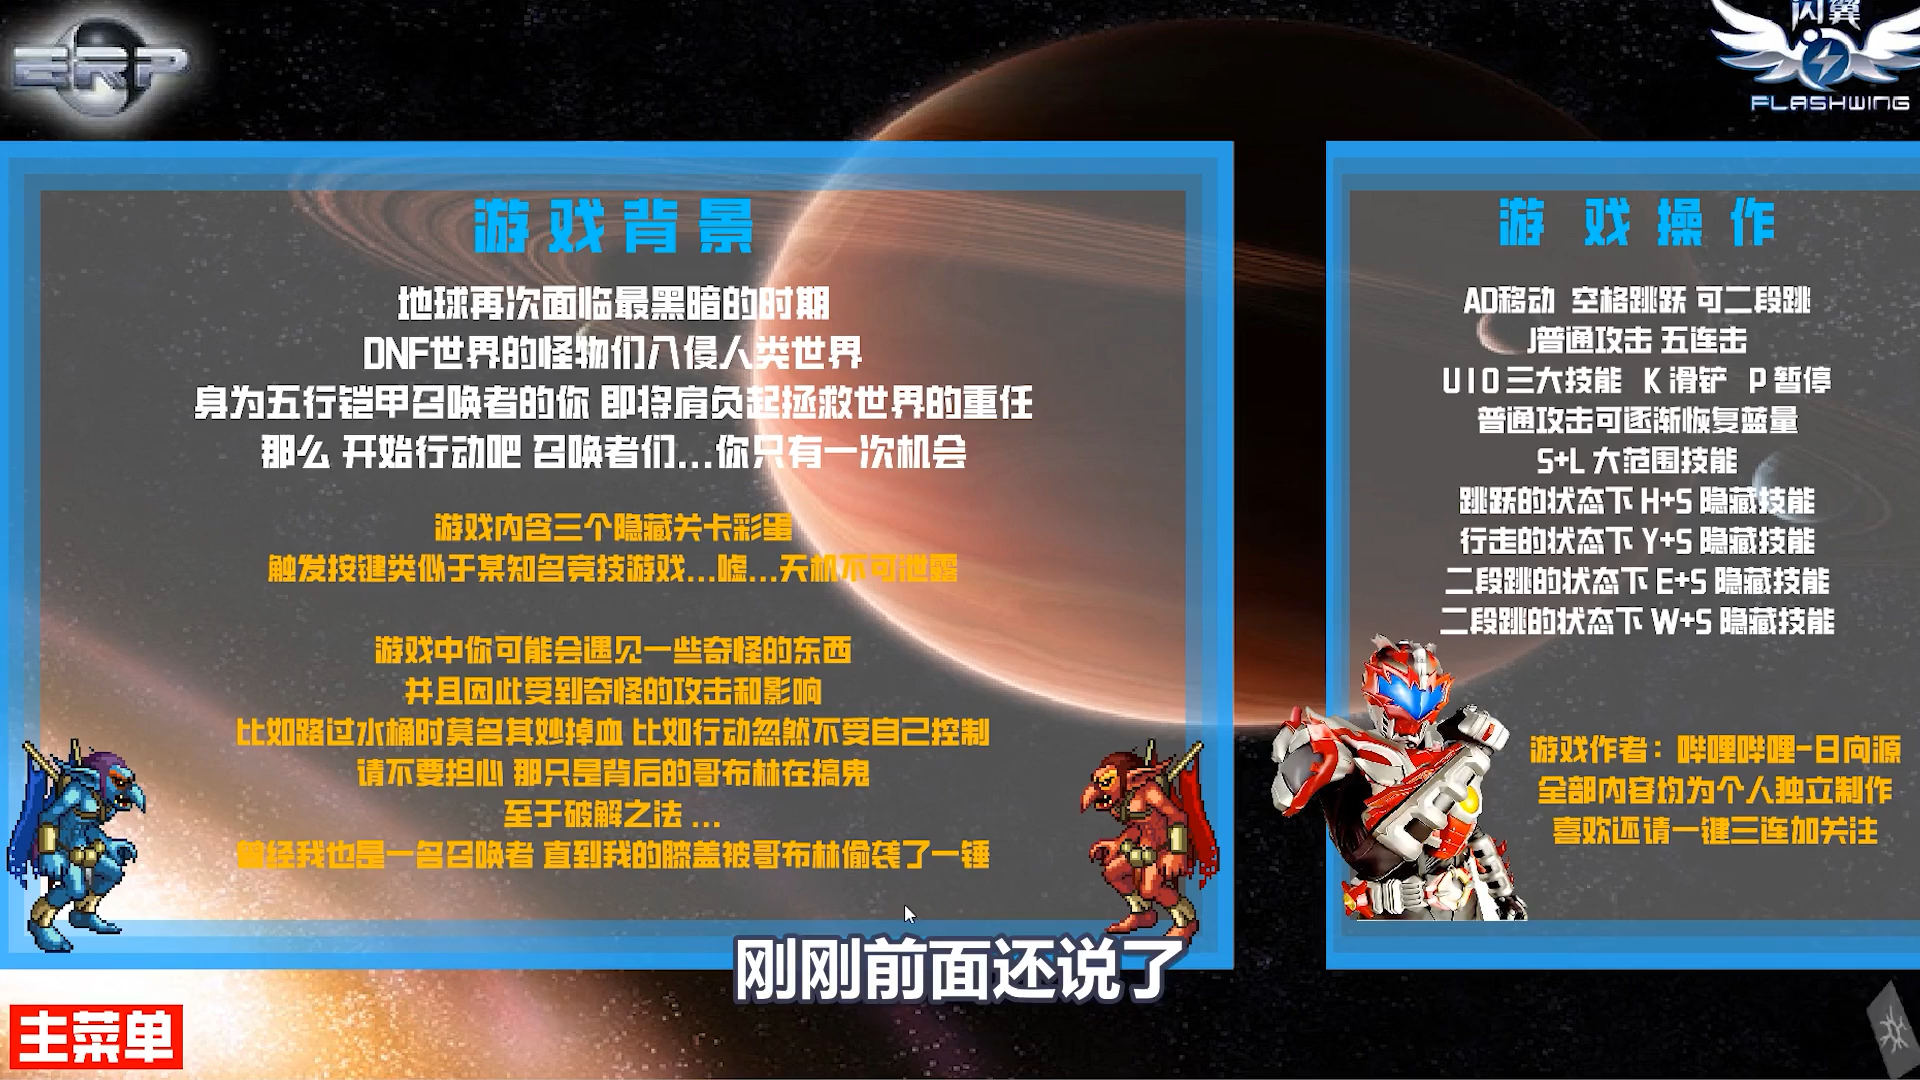 ERP
闪翼
FLASHWING
游戏背景
地球再次面临最黑暗的时期
DNF世界的怪物们八侵人类世界
身为五行铠甲召唤者的你 即将肩负起拯救世界的重任
那么 开始行动吧 召唤者们...你只有一次机会
游戏内含三个隐藏关卡彩蛋
触发按键类似于某知名竞技游戏...嘘...天机不可泄露
游戏中你可能会遇见一些奇怪的东西
并且因此受到奇怪的攻击和影响
比如路过水桶时莫名其妙掉血 比如行动忽然不受自己控制
请不要担心 那只是背后的哥布林在搞鬼
至于破解之法 ...
曾经我也是一名召唤者 直到我的膝盖被哥布林偷袭了一锤
游戏操作
AD移动 空格跳跃 可二段跳
J普通攻击 五连击
U I O 三大技能 K 滑铲 P 暂停
普通攻击可逐渐恢复蓝量
S+L 大范围技能
跳跃的状态下 H+S 隐藏技能
行走的状态下 Y+S 隐藏技能
二段跳的状态下 E+S 隐藏技能
二段跳的状态下 W+S 隐藏技能
游戏作者：哔哩哔哩-日向源
全部内容均为个人独立制作
喜欢还请一键三连加关注
刚刚前面还说了
主菜单